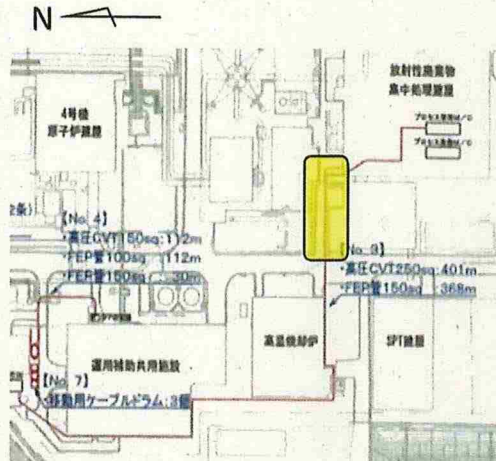 N
放射性廃棄物
集中処理建屋
4号機
原子炉建屋
【No. 4】
・高圧CVT150sq:112m
・FEP管100sq :112m
・FEP管150sq : 30m
【No. 3】
・高圧CVT250sq:401m
・FEP管150sq :368m
運用補助共用施設
高温焼却炉
SPT建屋
【No. 7】
・移動用ケーブルドラム:3個